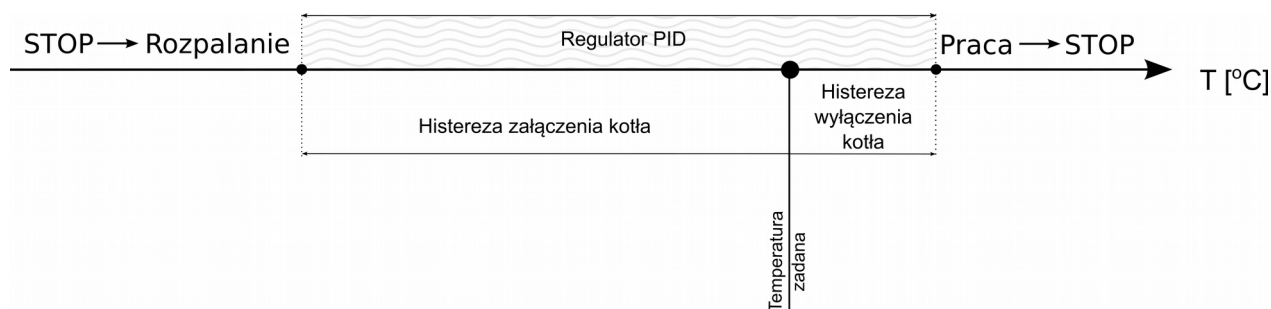 Regulator PID
STOP → Rozpalanie
Praca → STOP
T [°C]
Histereza załączenia kotła
Histereza
wyłączenia
kotła
Temperatura
zadana